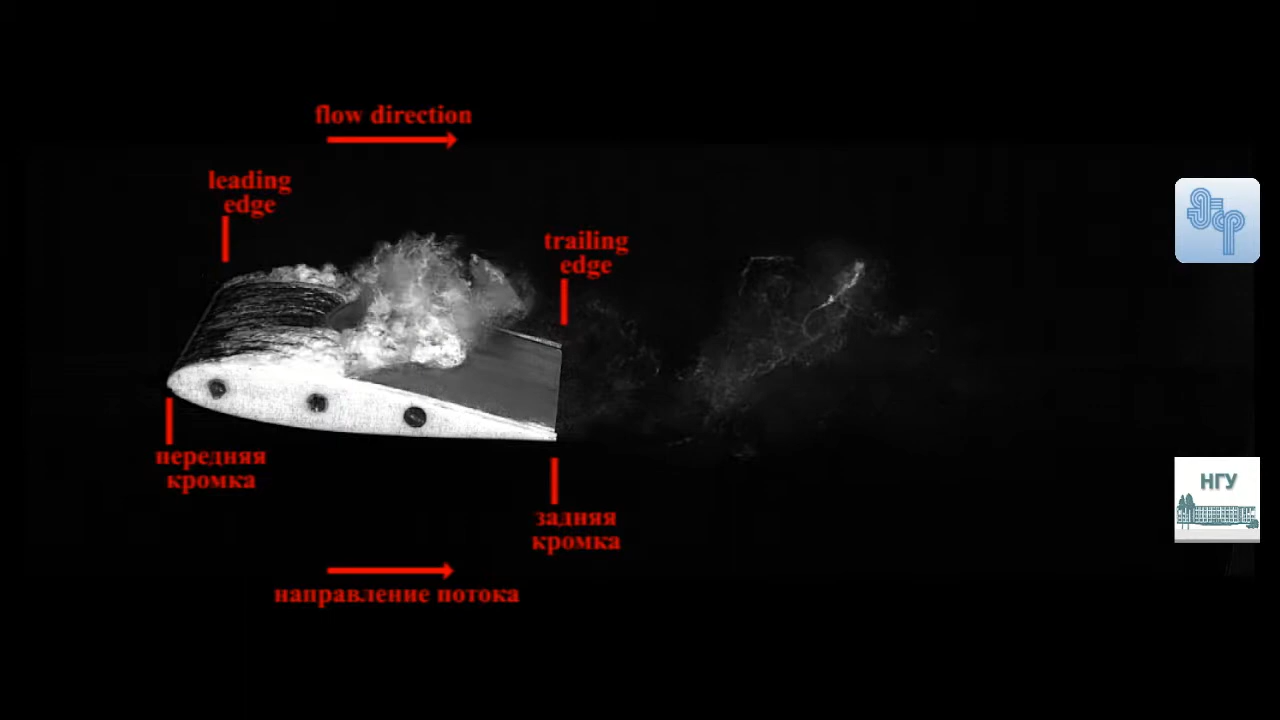 flow direction
leading
edge
trailing
edge
передняя
кромка
задняя
кромка
направление потока
НГУ